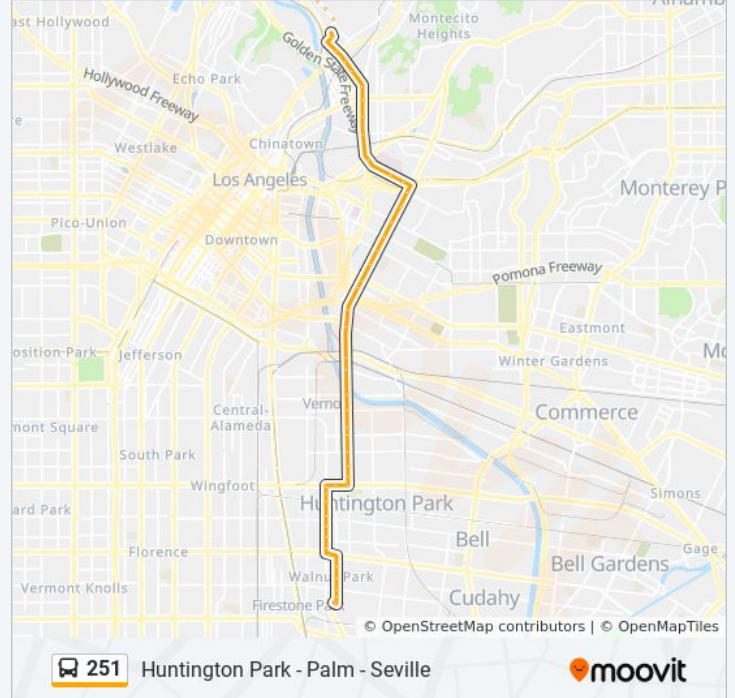 Alhamb
ast Hollywood
Montecito
Heights
Golden State Freeway
Hollywood Freeway
Echo Park
Westlake
Chinatown
Los Angeles
Monterey P
Pico-Union
Downtown
Pomona Freeway
Eastmont
osition Park
Jefferson
Winter Gardens
Verno
Central-
Alameda
Commerce
mont Square
South Park
Wingfoot
Simons
ard Park
Huntington Park
Florence
Bell
Gage
Bell Gardens
Vermont Knolls
Walnut Park
Firestone Pa
Cudahy
© OpenStreetMap contributors | © OpenMapTiles
251 Huntington Park - Palm - Seville
moovit